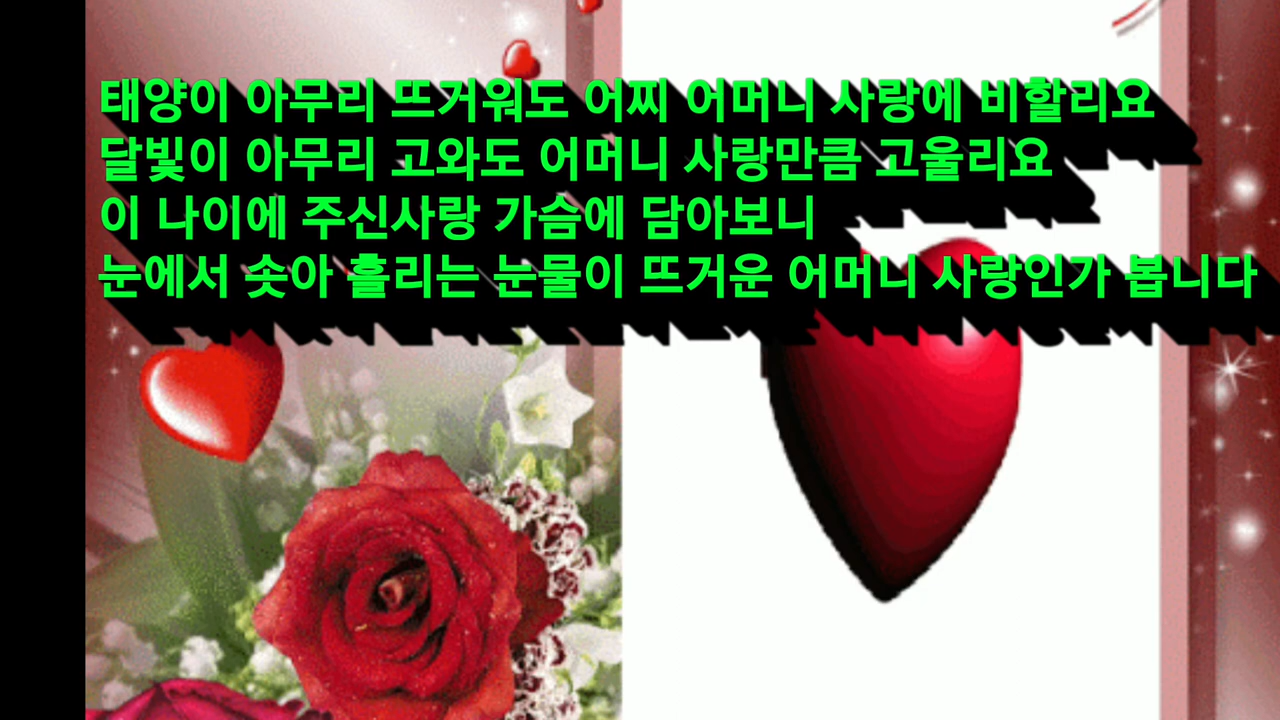 태양이 아무리 뜨거워도 어찌 어머니 사랑에 비할리요
달빛이 아무리 고와도 어머니 사랑만큼 고울리요
이 나이에 주신사랑 가슴에 담아보니
눈에서 솟아 흘리는 눈물이 뜨거운 어머니 사랑인가 봅니다